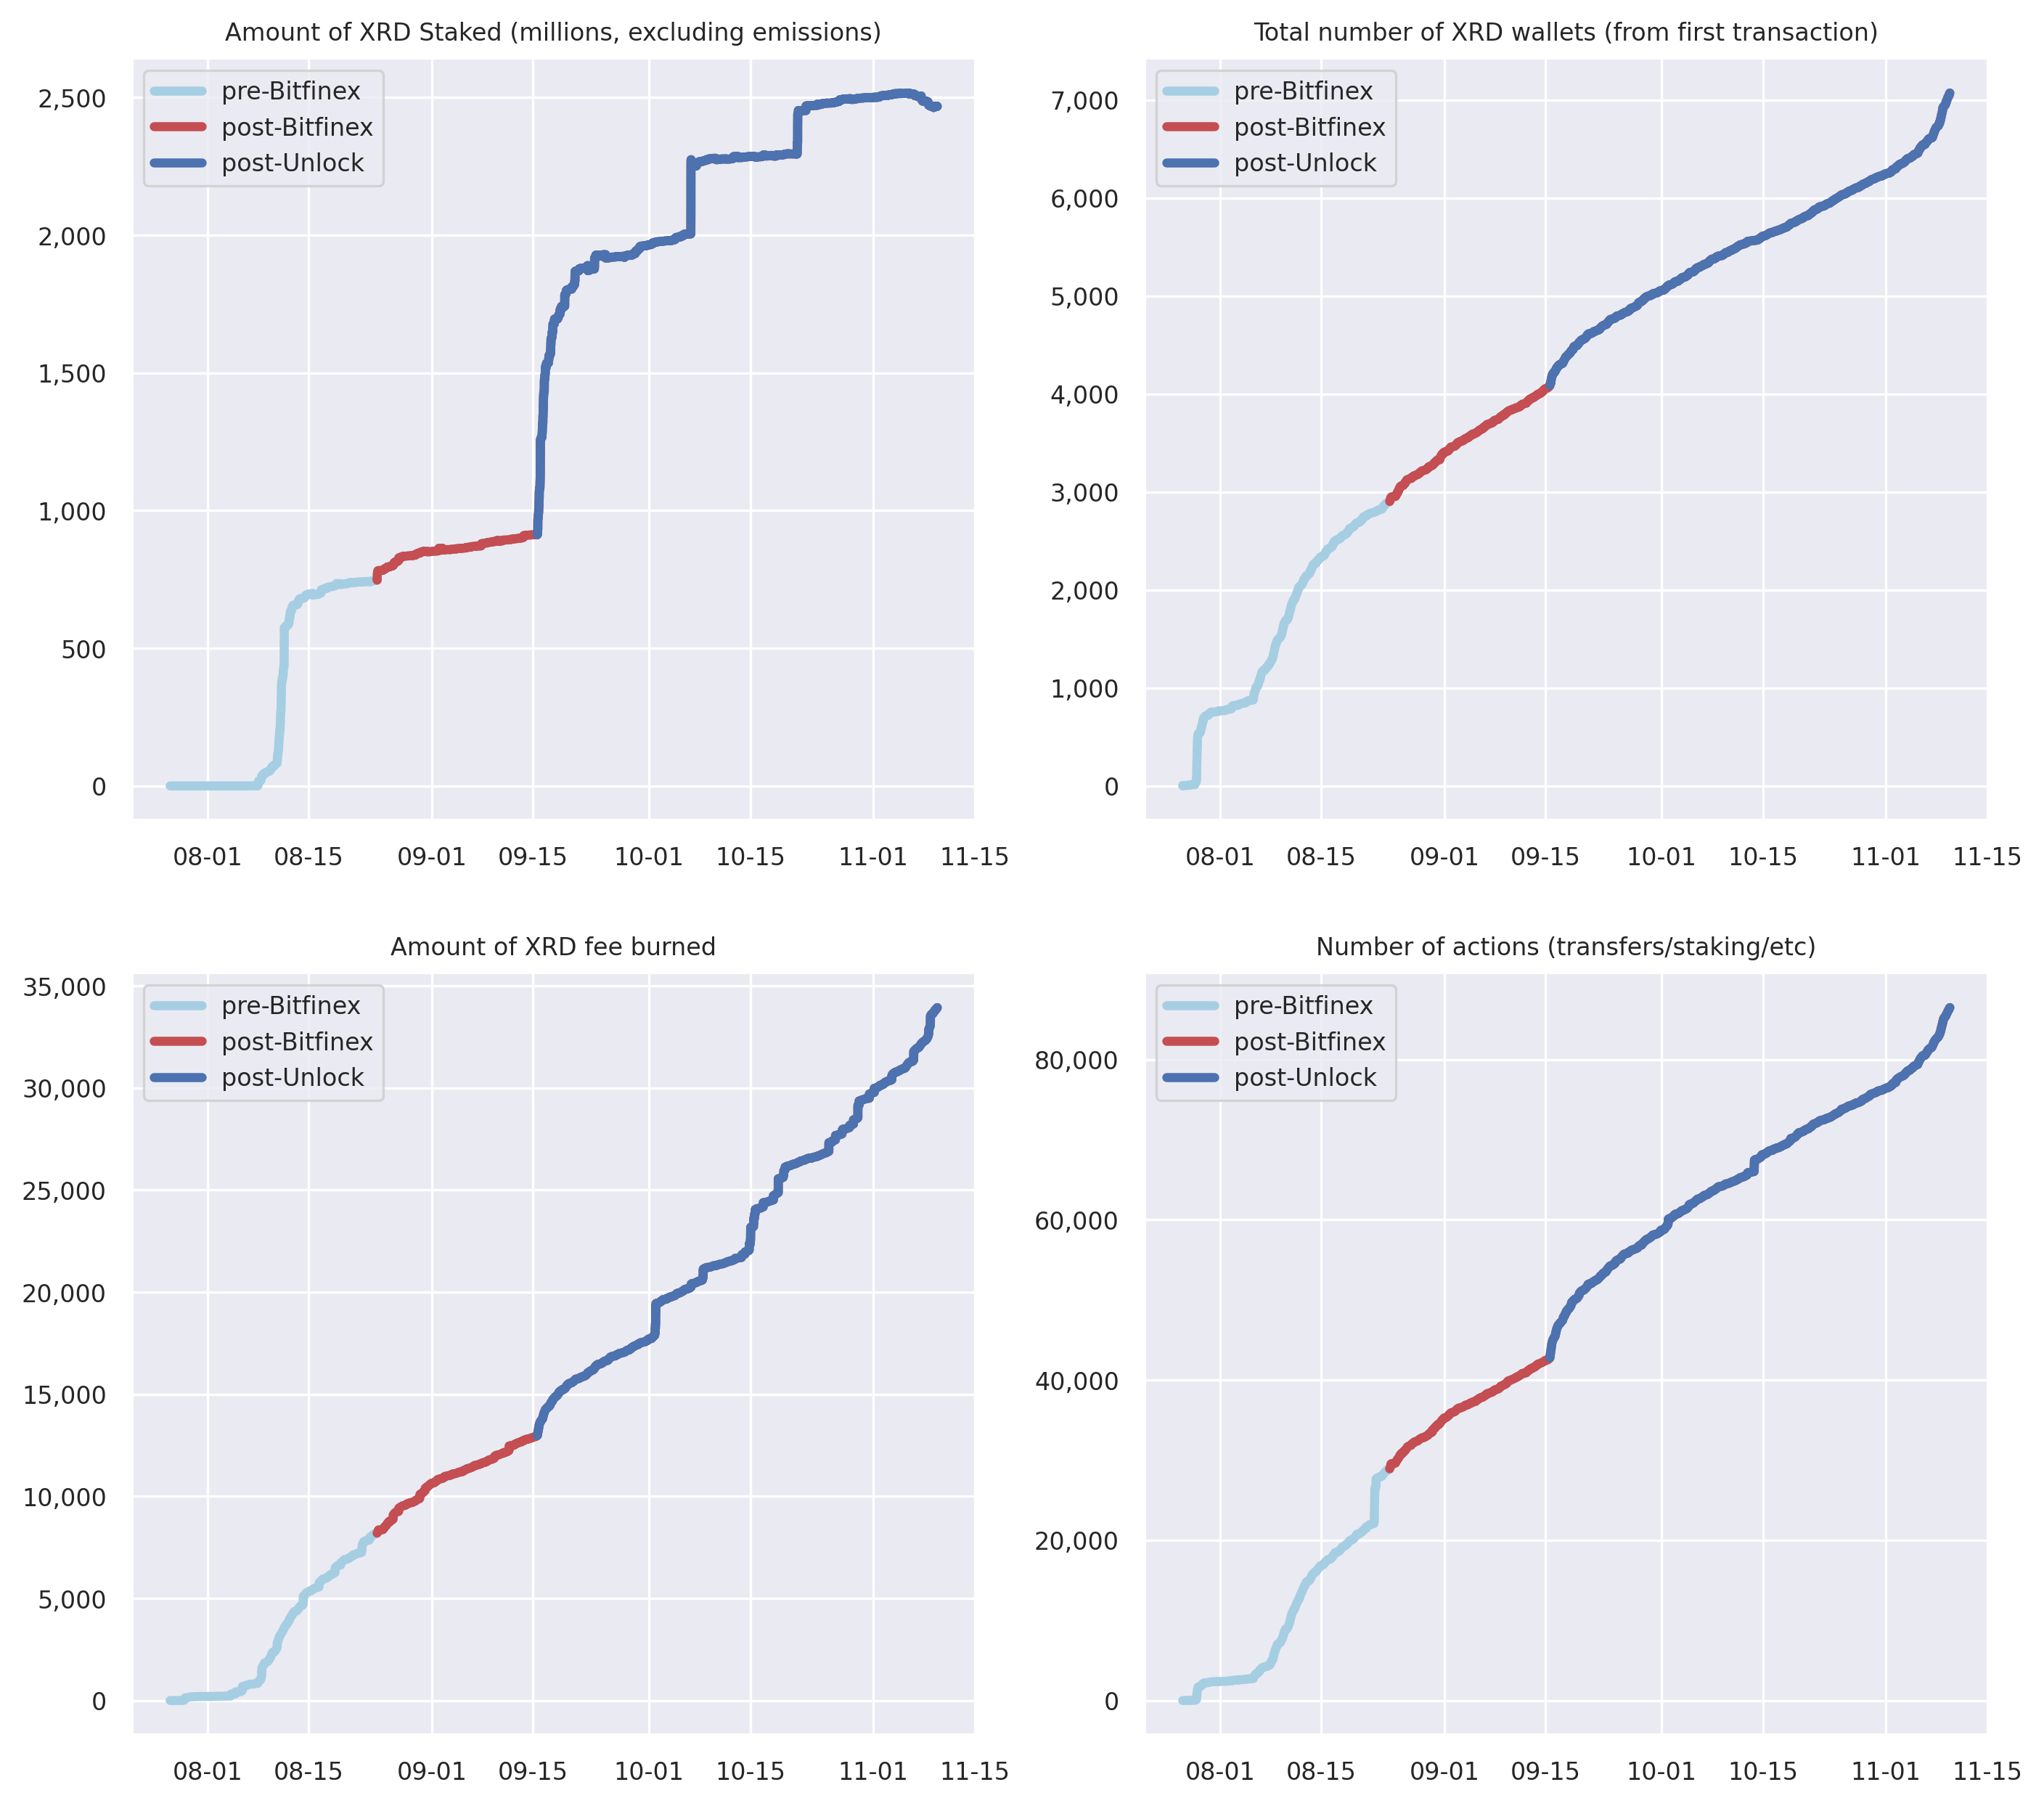 Amount of XRD Staked (millions, excluding emissions)
pre-Bitfinex
post-Bitfinex
post-Unlock
2,500
2,000
1,500
1,000
500
0
08-01 08-15 09-01 09-15 10-01 10-15 11-01 11-15
Total number of XRD wallets (from first transaction)
pre-Bitfinex
post-Bitfinex
post-Unlock
7,000
6,000
5,000
4,000
3,000
2,000
1,000
0
08-01 08-15 09-01 09-15 10-01 10-15 11-01 11-15
Amount of XRD fee burned
pre-Bitfinex
post-Bitfinex
post-Unlock
35,000
30,000
25,000
20,000
15,000
10,000
5,000
0
08-01 08-15 09-01 09-15 10-01 10-15 11-01 11-15
Number of actions (transfers/staking/etc)
pre-Bitfinex
post-Bitfinex
post-Unlock
80,000
60,000
40,000
20,000
0
08-01 08-15 09-01 09-15 10-01 10-15 11-01 11-15